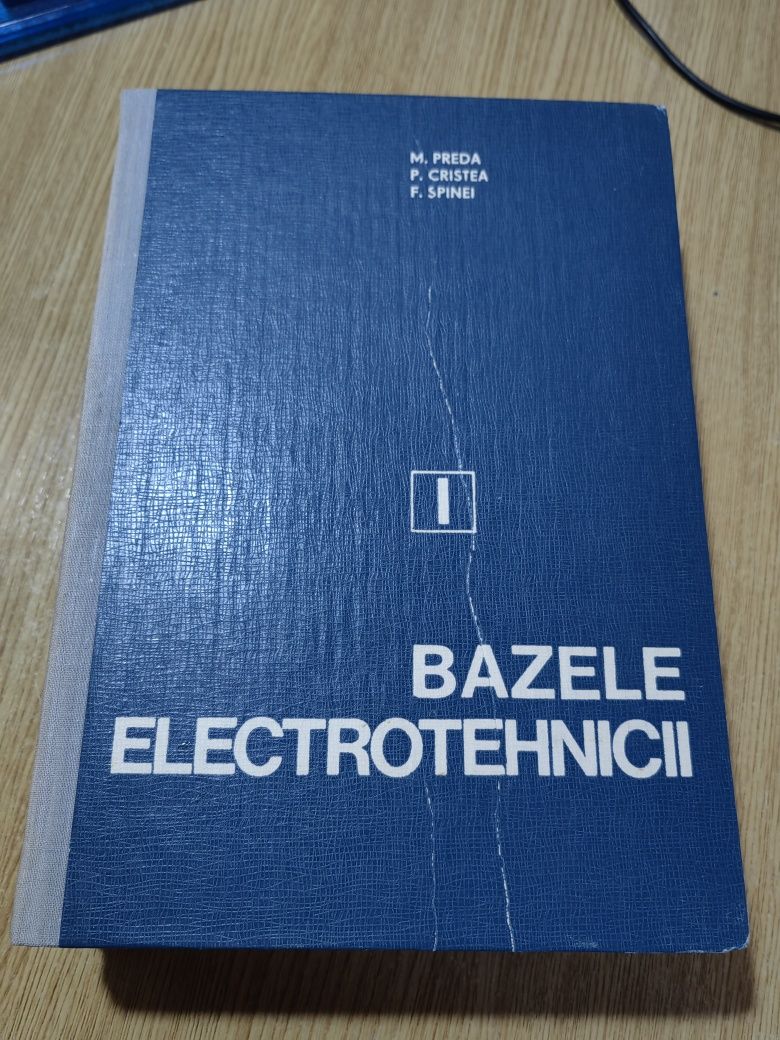 M. PREDA
P. CRISTEA
F. SPINEI
I
BAZELE
ELECTROTEHNICII